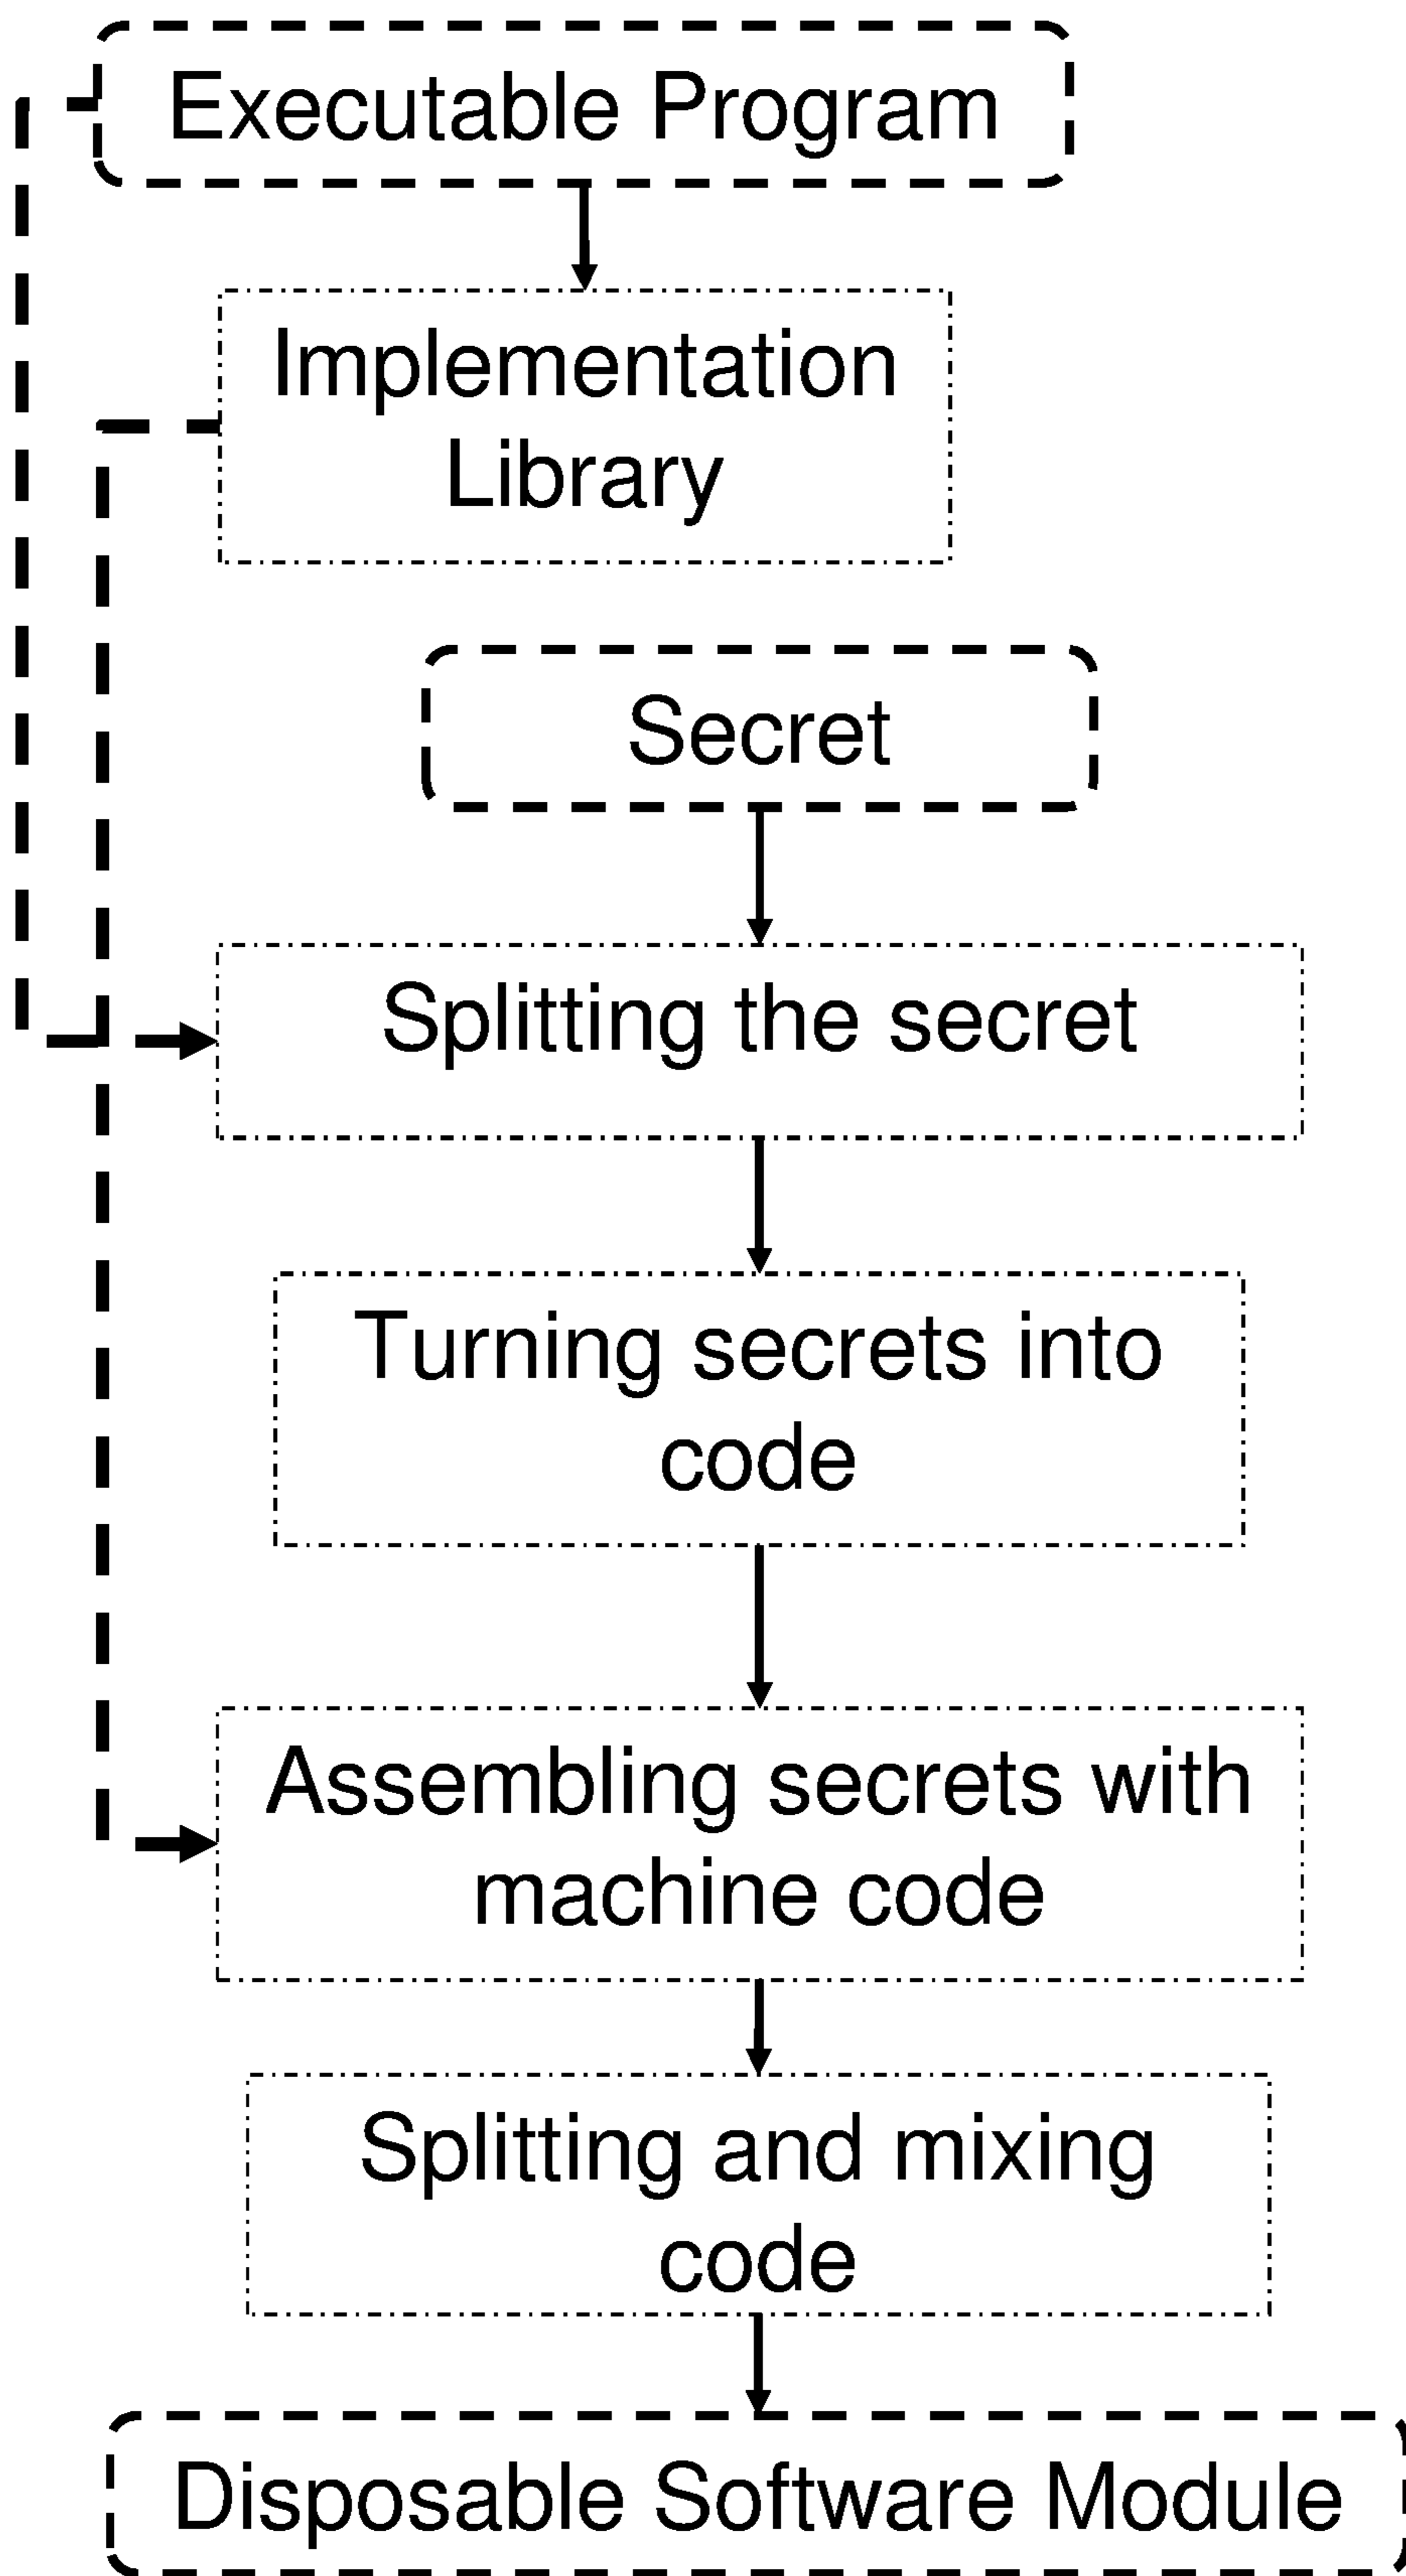 Executable Program
Implementation
Library
Secret
Splitting the secret
Turning secrets into
code
Assembling secrets with
machine code
Splitting and mixing
code
Disposable Software Module